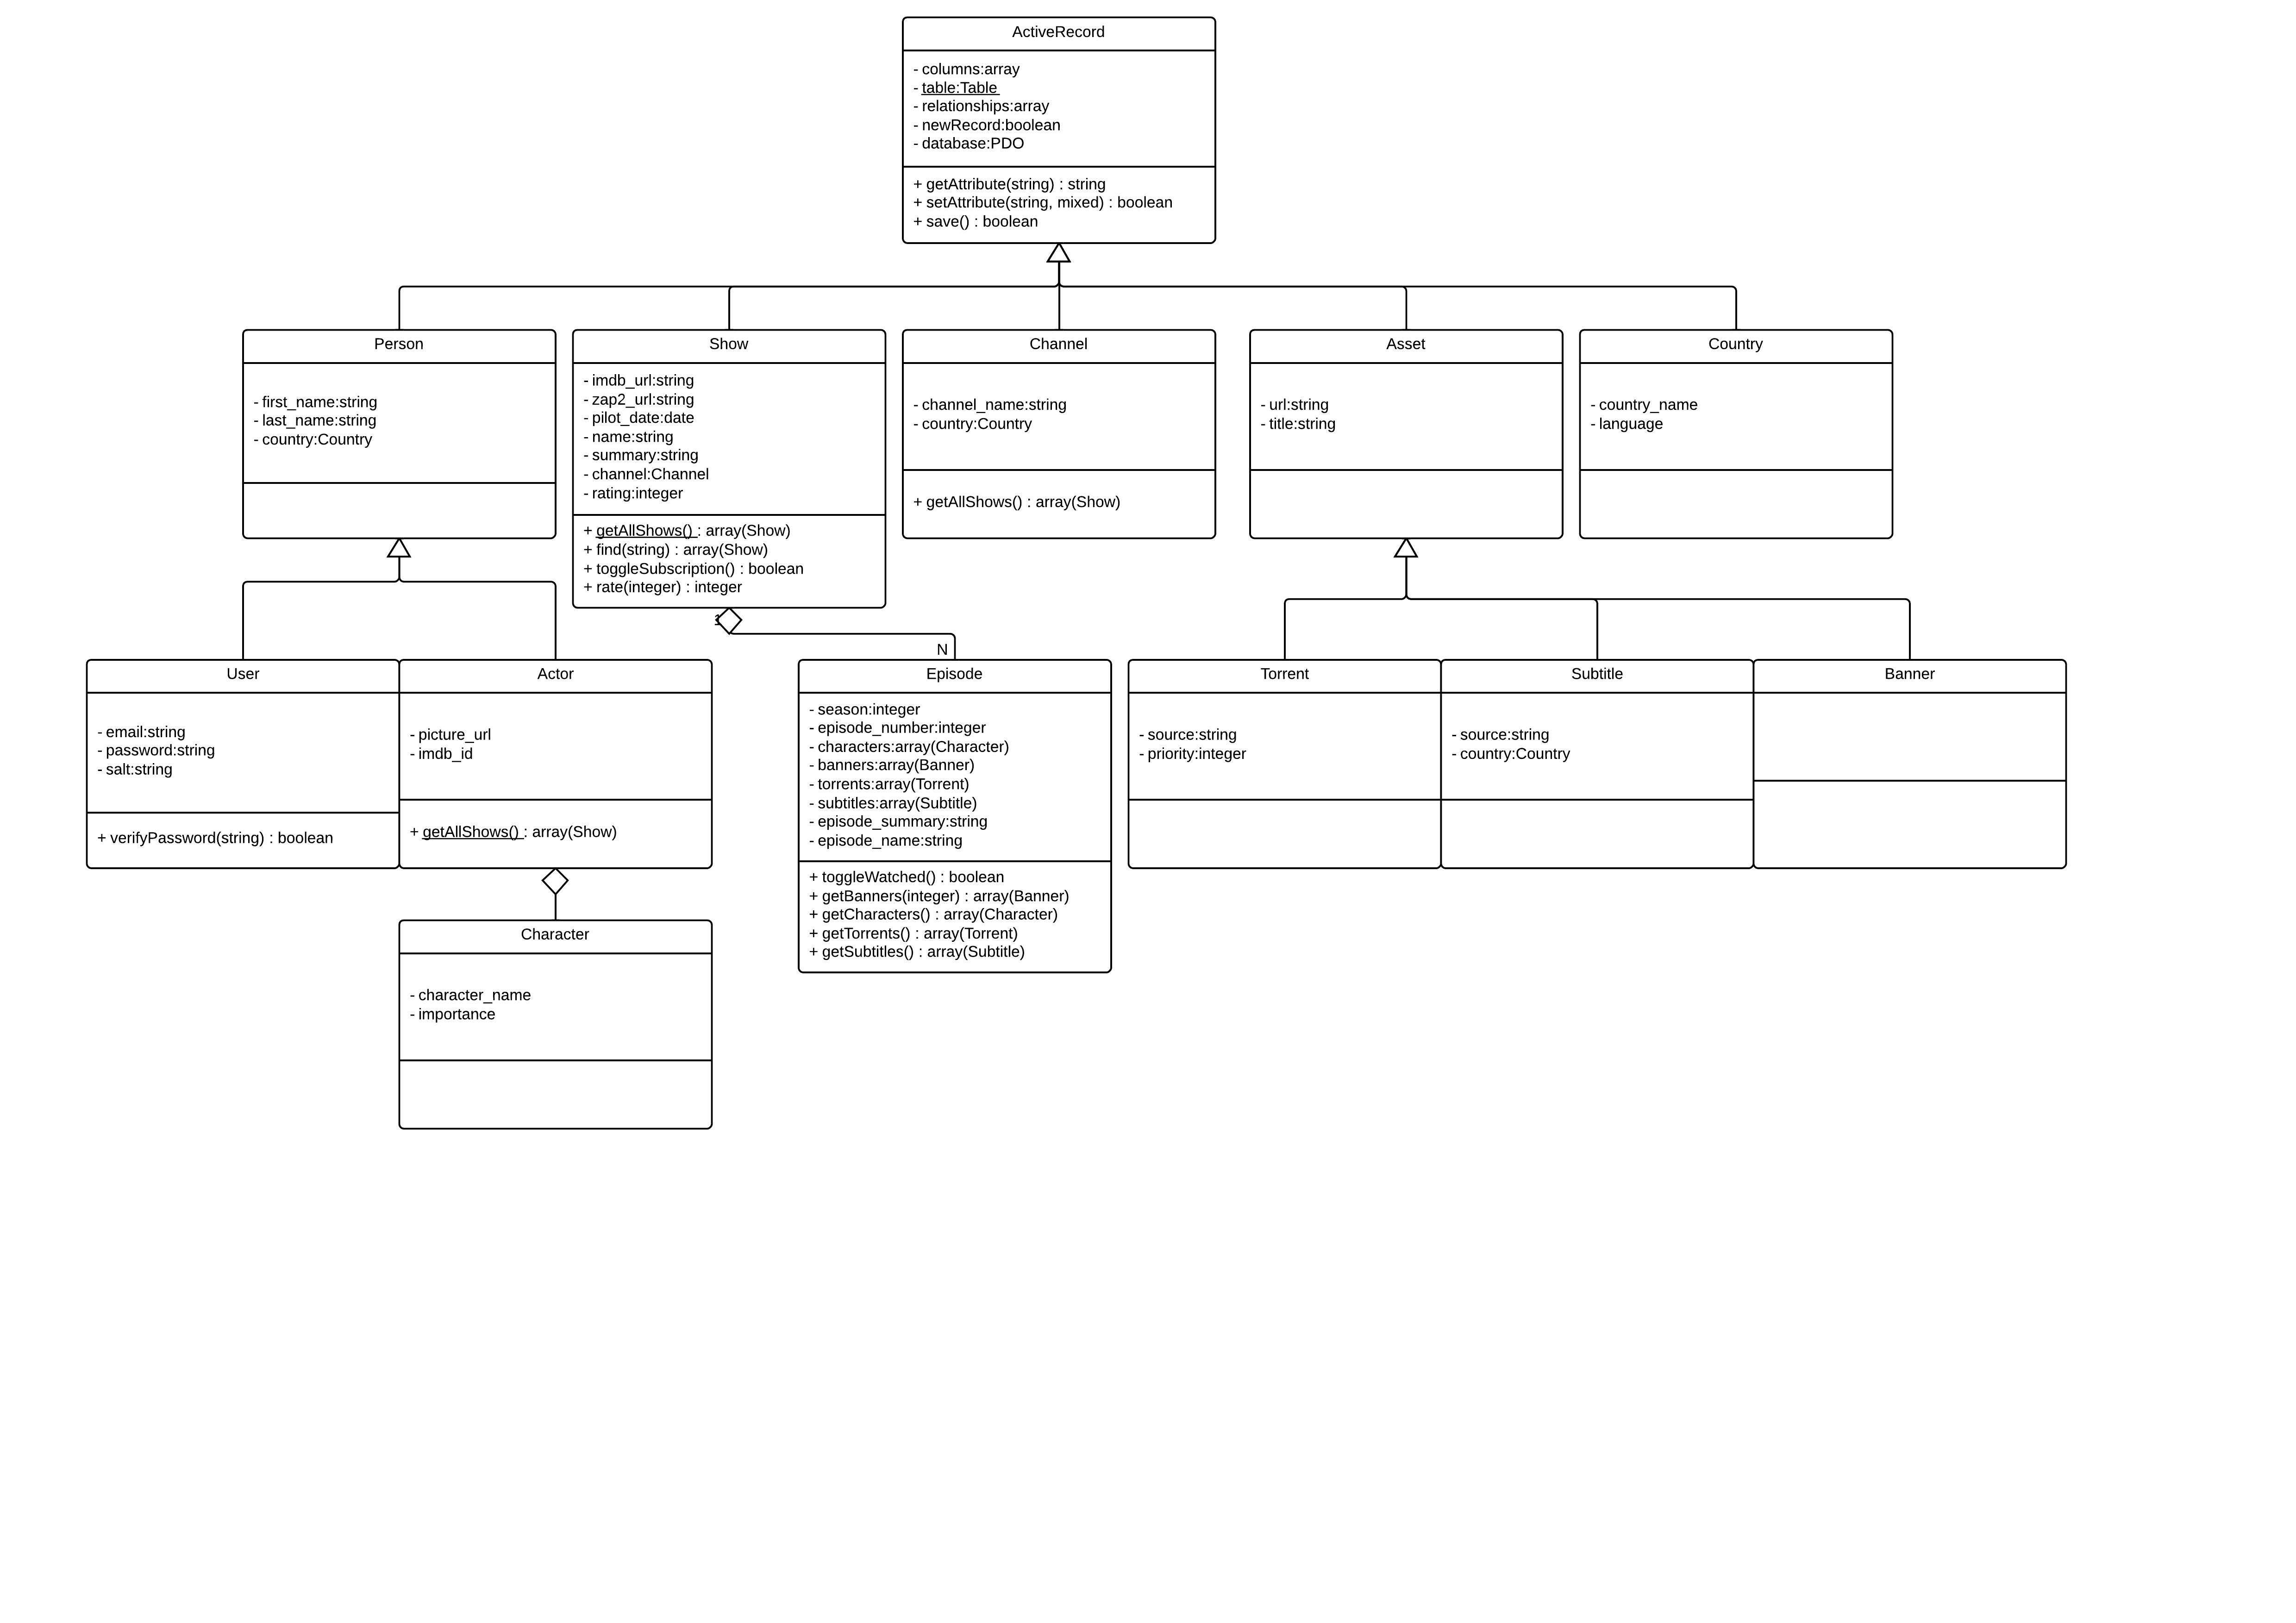 ActiveRecord
- columns:array
- table:Table
- relationships:array
- newRecord:boolean
- database:PDO
+ getAttribute(string) : string
+ setAttribute(string, mixed) : boolean
+ save() : boolean
Person
- first_name:string
- last_name:string
- country:Country
Show
- imdb_url:string
- zap2_url:string
- pilot_date:date
- name:string
- summary:string
- channel:Channel
- rating:integer
+ getAllShows() : array(Show)
+ find(string) : array(Show)
+ toggleSubscription() : boolean
+ rate(integer) : integer
Channel
- channel_name:string
- country:Country
+ getAllShows() : array(Show)
Asset
- url:string
- title:string
Country
- country_name
- language
N
User
- email:string
- password:string
- salt:string
+ verifyPassword(string) : boolean
Actor
- picture_url
- imdb_id
+ getAllShows() : array(Show)
Episode
- season:integer
- episode_number:integer
- characters:array(Character)
- banners:array(Banner)
- torrents:array(Torrent)
- subtitles:array(Subtitle)
- episode_summary:string
- episode_name:string
+ toggleWatched() : boolean
+ getBanners(integer) : array(Banner)
+ getCharacters() : array(Character)
+ getTorrents() : array(Torrent)
+ getSubtitles() : array(Subtitle)
Torrent
- source:string
- priority:integer
Subtitle
- source:string
- country:Country
Banner
Character
- character_name
- importance